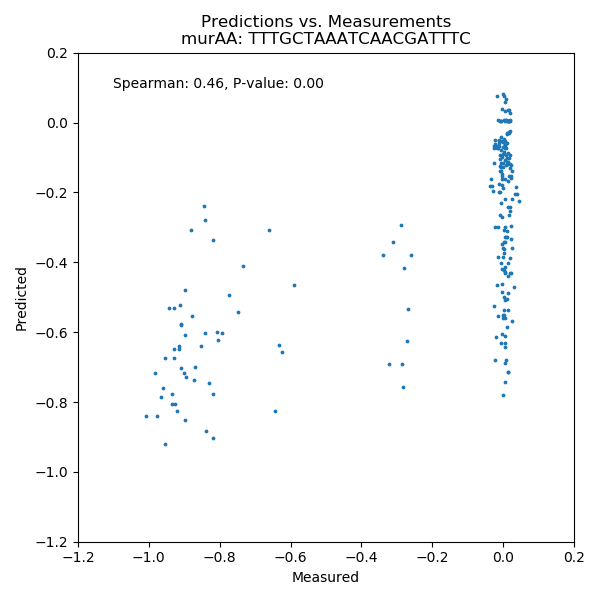 Predictions vs. Measurements
murAA: TTTGCTAAATCAACGATTTC
Spearman: 0.46, P-value: 0.00
0.2
0.0
−0.2
−0.4
−0.6
−0.8
−1.0
−1.2
Predicted
−1.2 −1.0 −0.8 −0.6 −0.4 −0.2 0.0 0.2
Measured